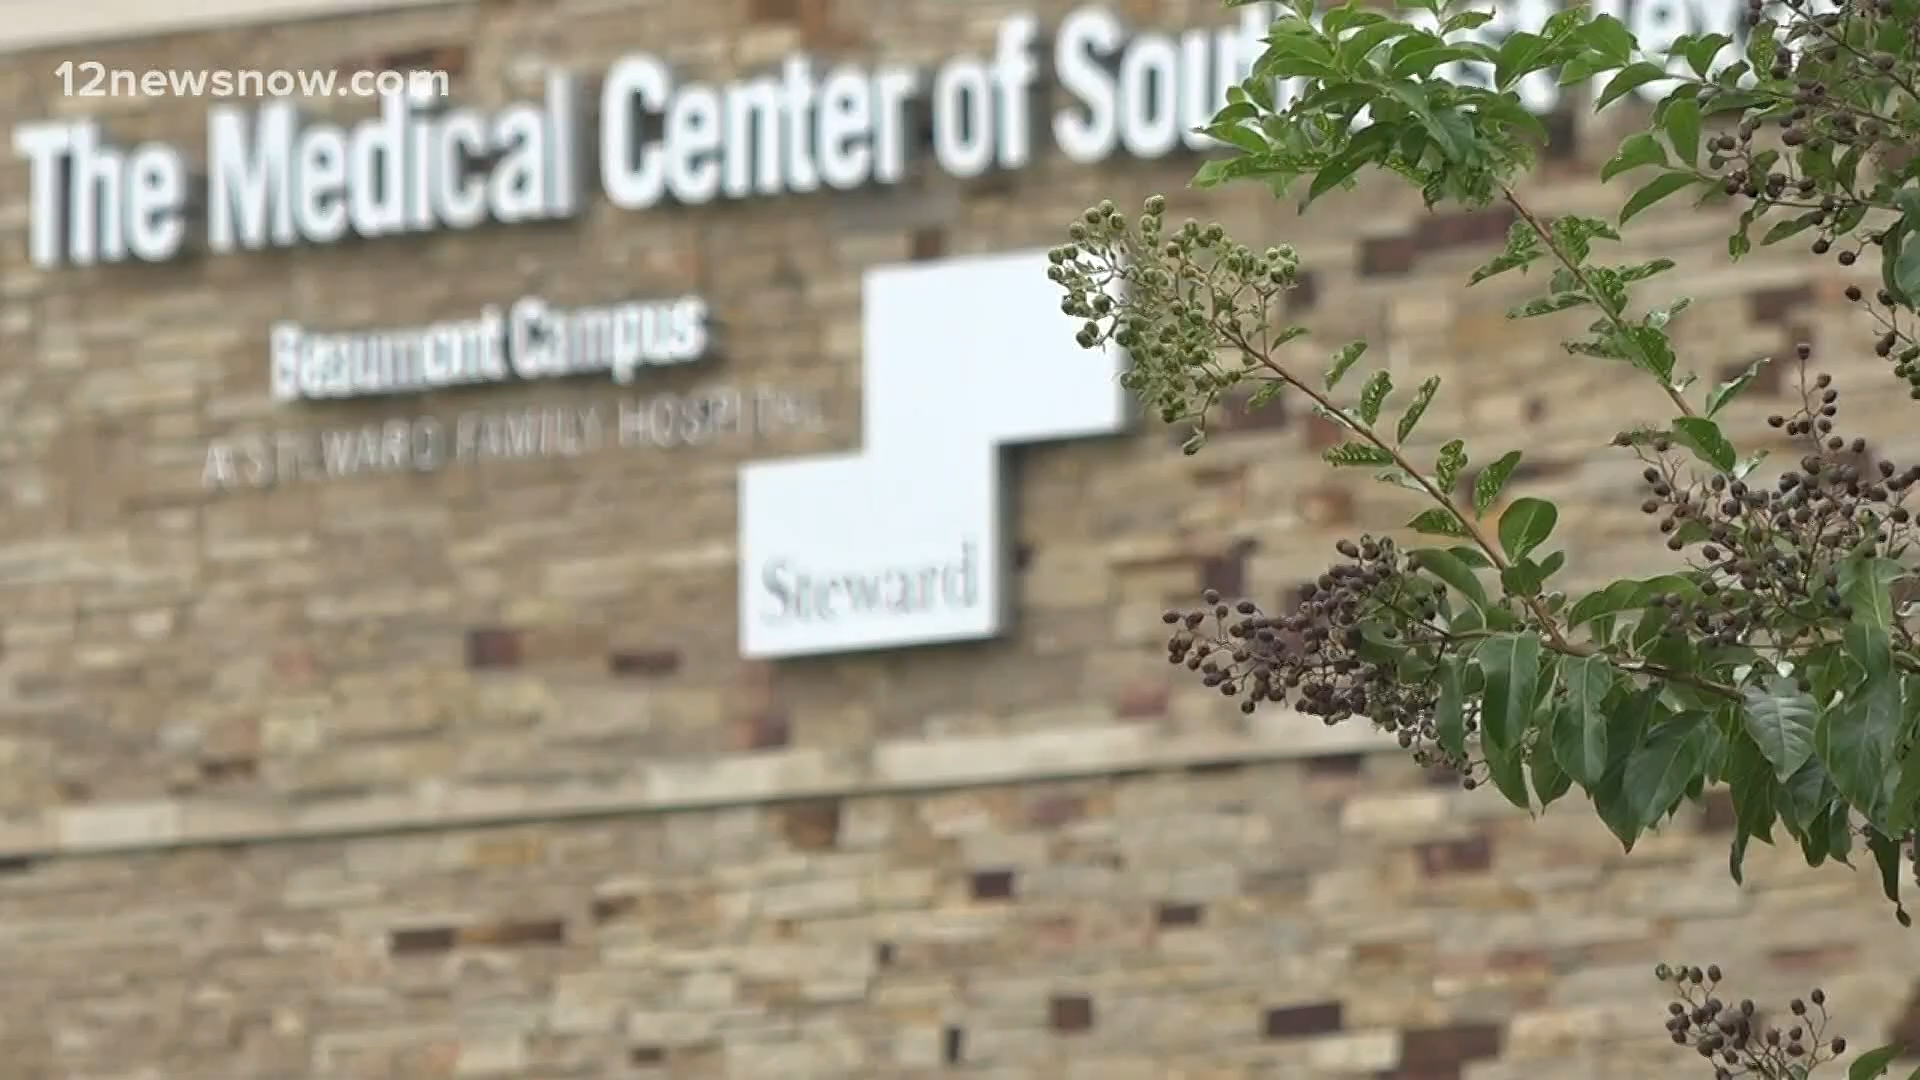 12newsnow.com
The Medical Center of Sou
Beaumont Campus
A STEWARD FAMILY HOSPITAL
Steward